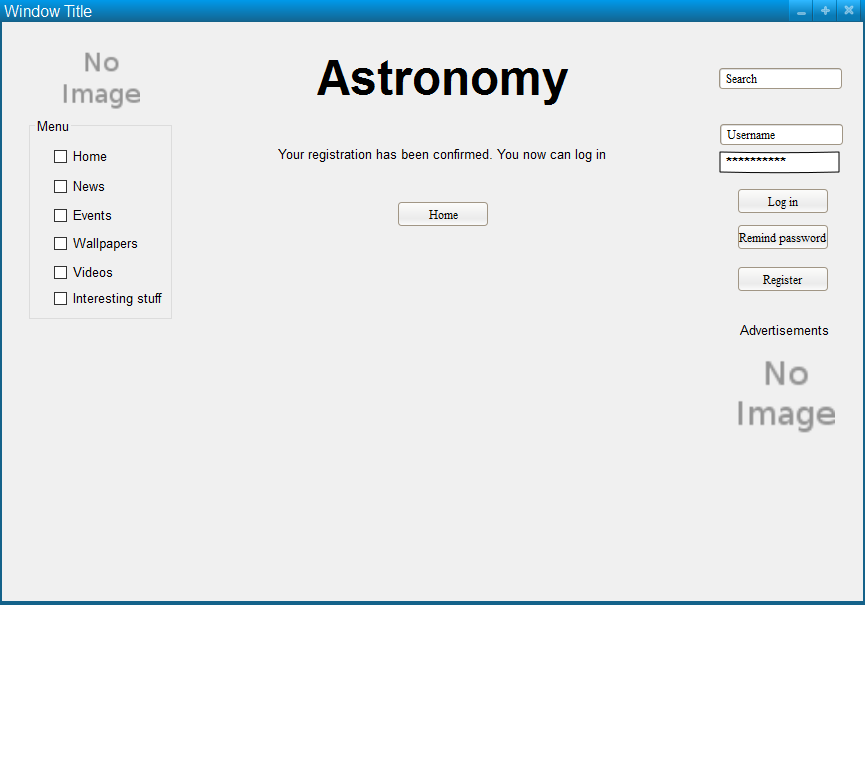 Window Title
No
Image
Astronomy
Search
Menu
Home
News
Events
Wallpapers
Videos
Interesting stuff
Your registration has been confirmed. You now can log in
Home
Username
**********
Log in
Remind password
Register
Advertisements
No
Image